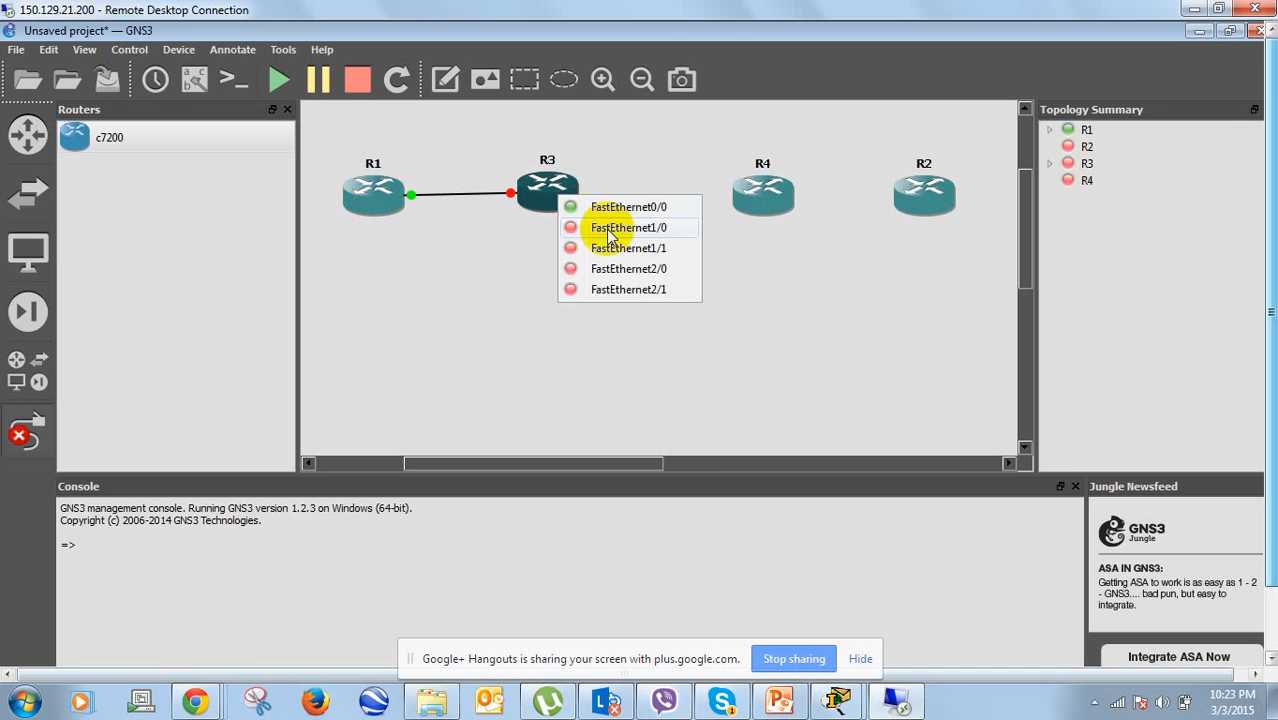 150.129.21.200 - Remote Desktop Connection
Unsaved project* — GNS3
File Edit View Control Device Annotate Tools Help
Routers
c7200
R1
R3
R4
R2
FastEthernet0/0
FastEthernet1/0
FastEthernet1/1
FastEthernet2/0
FastEthernet2/1
Topology Summary
R1
R2
R3
R4
Console
GNS3 management console. Running GNS3 version 1.2.3 on Windows (64-bit).
Copyright (c) 2006-2014 GNS3 Technologies.
=>
Jungle Newsfeed
GNS3
Jungle
ASA IN GNS3:
Getting ASA to work is as easy as 1 - 2
- GNS3.... bad pun, but easy to
integrate.
Integrate ASA Now
Google+ Hangouts is sharing your screen with plus.google.com. Stop sharing Hide
10:23 PM
3/3/2015